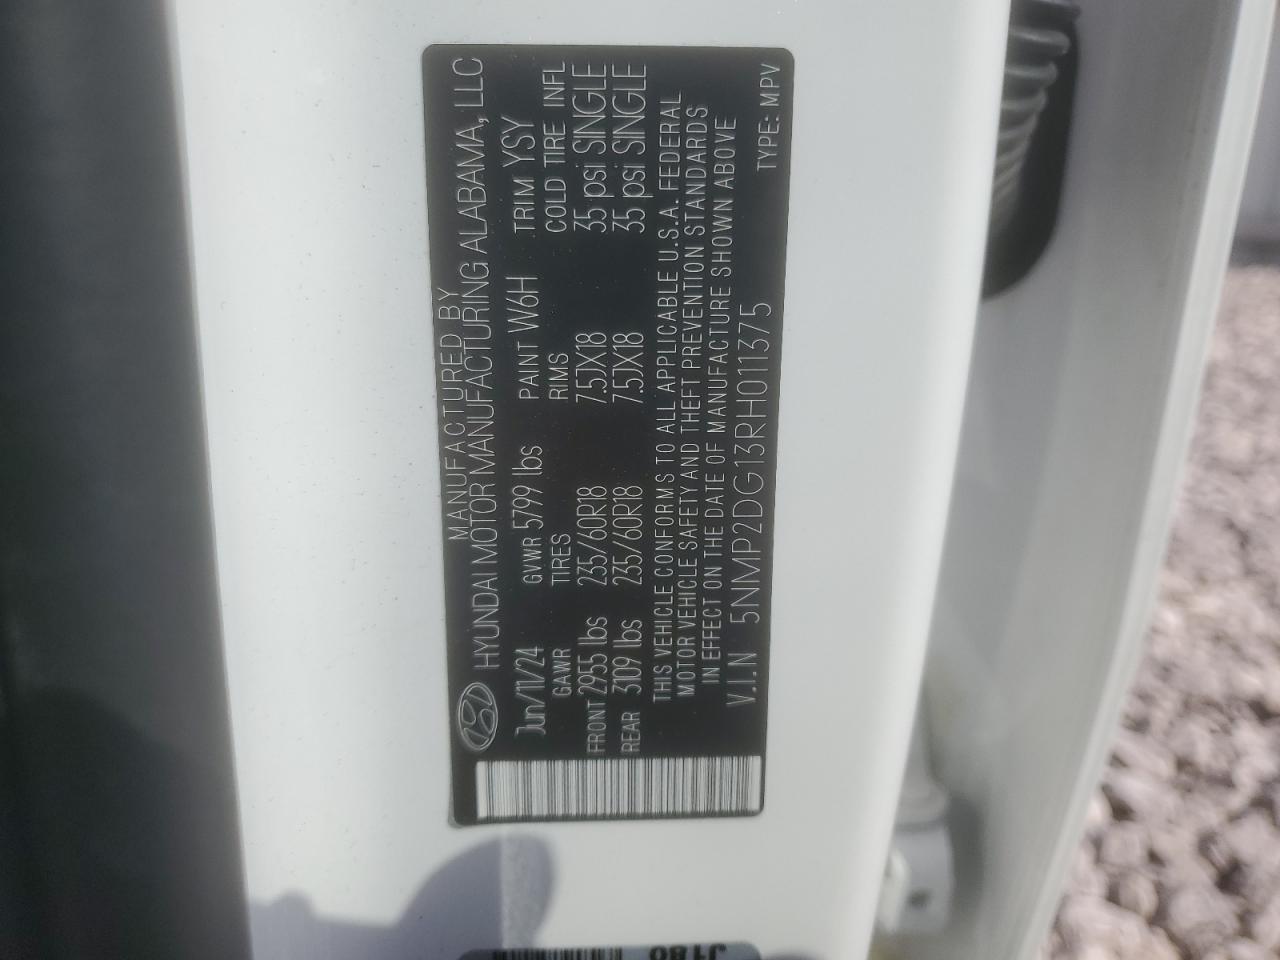 MANUFACTURED BY
HYUNDAI MOTOR MANUFACTURING ALABAMA, LLC
Jun/11/24 GVWR 5799 lbs PAINT W6H TRIM YSY
GAWR TIRES RIMS COLD TIRE INFL
FRONT 2955 lbs 235/60R18 7.5JX18 35 psi SINGLE
REAR 3109 lbs 235/60R18 7.5JX18 35 psi SINGLE
THIS VEHICLE CONFORMS TO ALL APPLICABLE U.S.A. FEDERAL
MOTOR VEHICLE SAFETY AND THEFT PREVENTION STANDARDS
IN EFFECT ON THE DATE OF MANUFACTURE SHOWN ABOVE
V.I.N 5NMP2DG13RH011375
TYPE: MPV